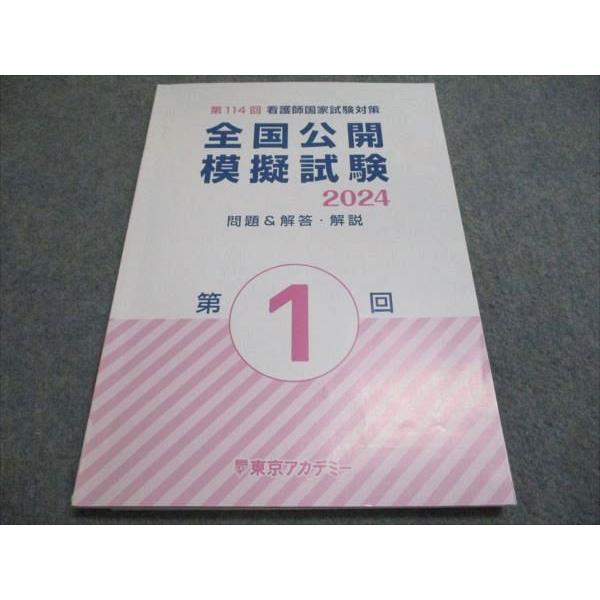 第114回 看護師国家試験対策
全国公開
模擬試験
2024
問題&解答・解説
第1回
東京アカデミー